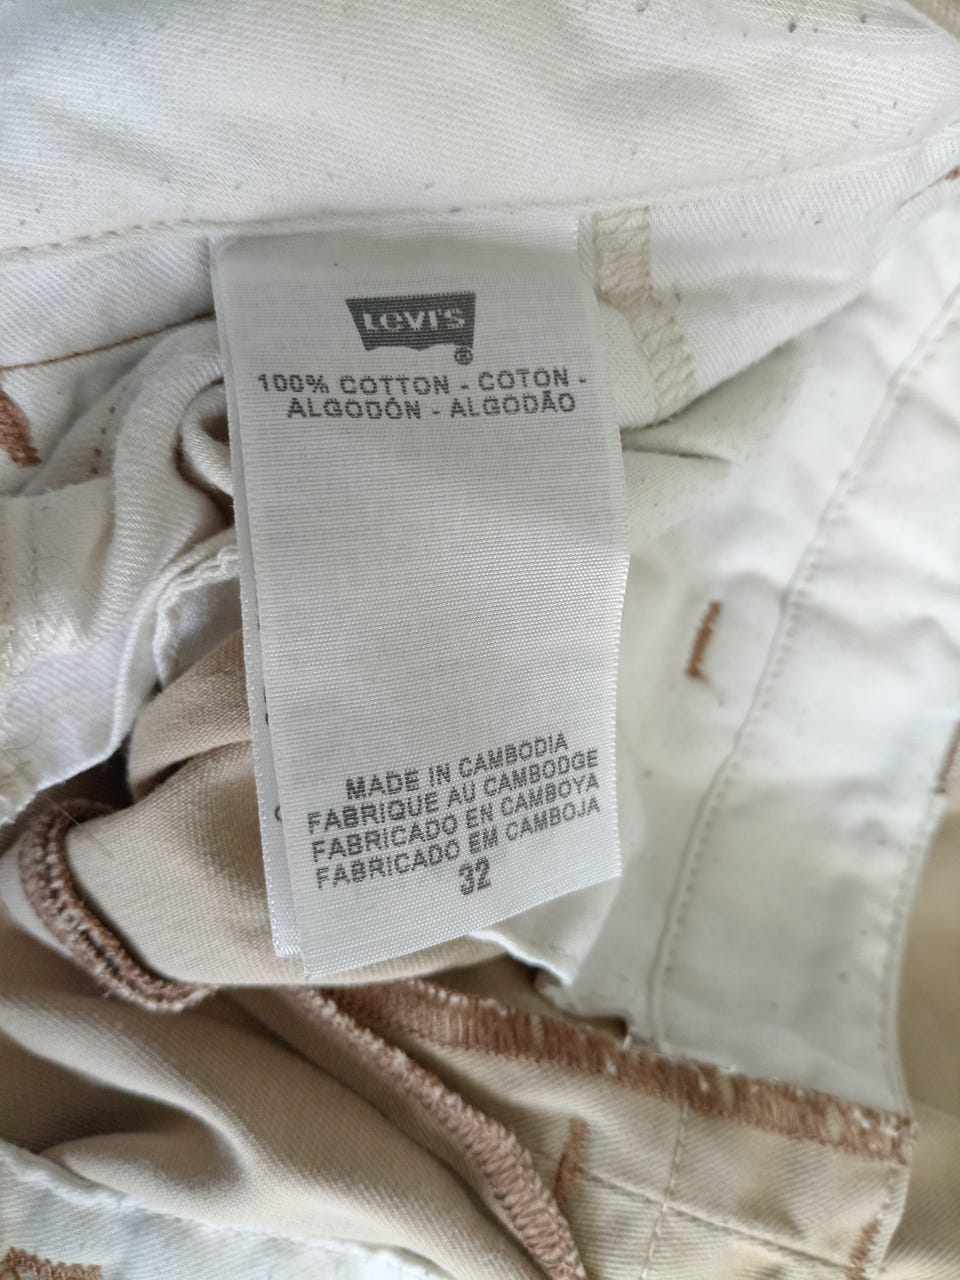 LEVI'S
®
100% COTTON - COTON -
ALGODÓN - ALGODÃO
MADE IN CAMBODIA
FABRIQUE AU CAMBODGE
FABRICADO EN CAMBOYA
FABRICADO EM CAMBOJA
32